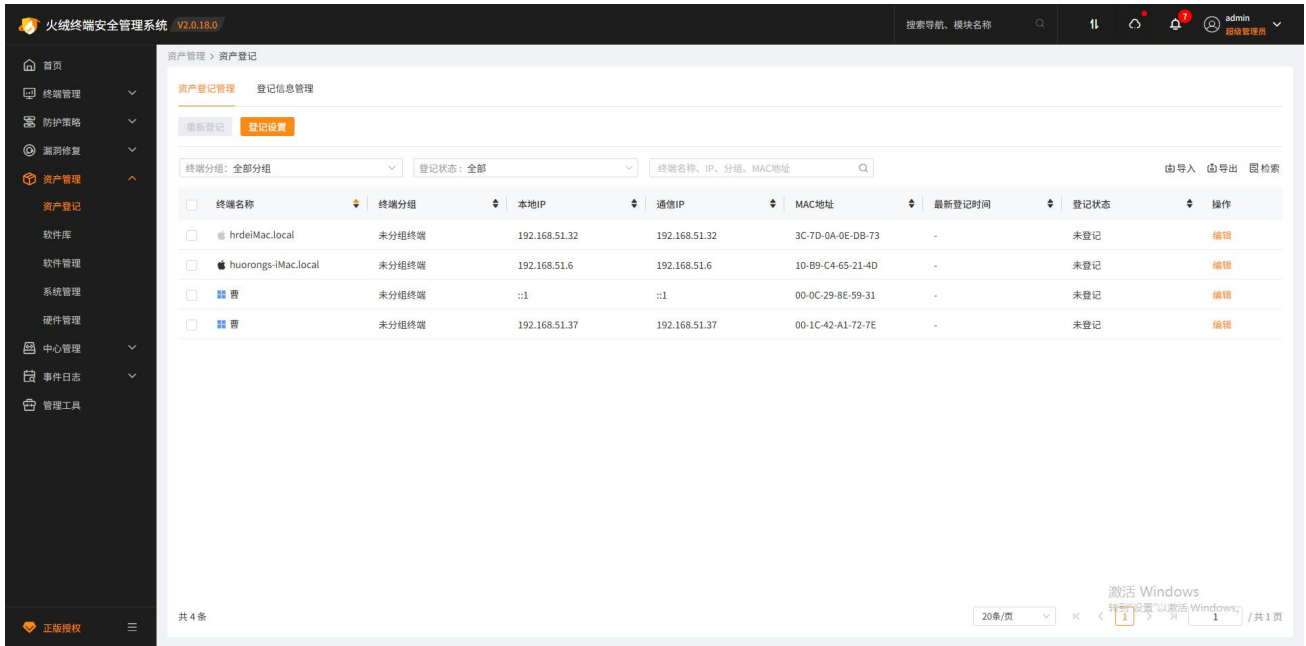 火绒终端安全管理系统 V2.0.18.0
搜索导航、模块名称
7
admin
超级管理员
首页
终端管理
防护策略
漏洞修复
资产管理
资产登记
软件库
软件管理
系统管理
硬件管理
中心管理
事件日志
管理工具
正版授权
资产管理 > 资产登记
资产登记管理 登记信息管理
重新登记 登记设置
终端分组: 全部分组 登记状态: 全部 终端名称、IP、分组、MAC地址 导入 导出 检索
终端名称 终端分组 本地IP 通信IP MAC地址 最新登记时间 登记状态 操作
hrdeiMac.local 未分组终端 192.168.51.32 192.168.51.32 3C-7D-0A-0E-DB-73 - 未登记 编辑
huorongs-iMac.local 未分组终端 192.168.51.6 192.168.51.6 10-B9-C4-65-21-4D - 未登记 编辑
曹 未分组终端 ::1 ::1 00-0C-29-8E-59-31 - 未登记 编辑
曹 未分组终端 192.168.51.37 192.168.51.37 00-1C-42-A1-72-7E - 未登记 编辑
激活 Windows
转到"设置"以激活 Windows。
共 4 条 20条/页 1 1 / 共 1 页